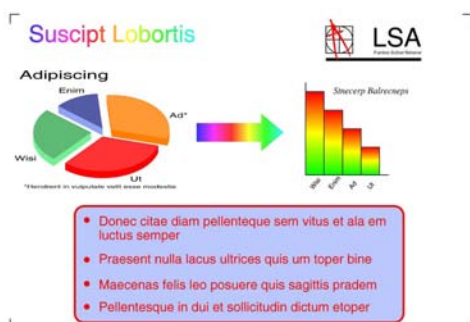 Suscipt Lobortis
LSA
Adipiscing
Enim
Ad*
Wisi
Ut
*Hendrerit in vulputate velit esse modestie
Sinecerp Balrecneps
Wisi
Enim
Ad
Ut
Donec citae diam pellenteque sem vitus et ala em
luctus semper
Praesent nulla lacus ultrices quis um toper bine
Maecenas felis leo posuere quis sagittis pradem
Pellentesque in dui et sollicitudin dictum etoper